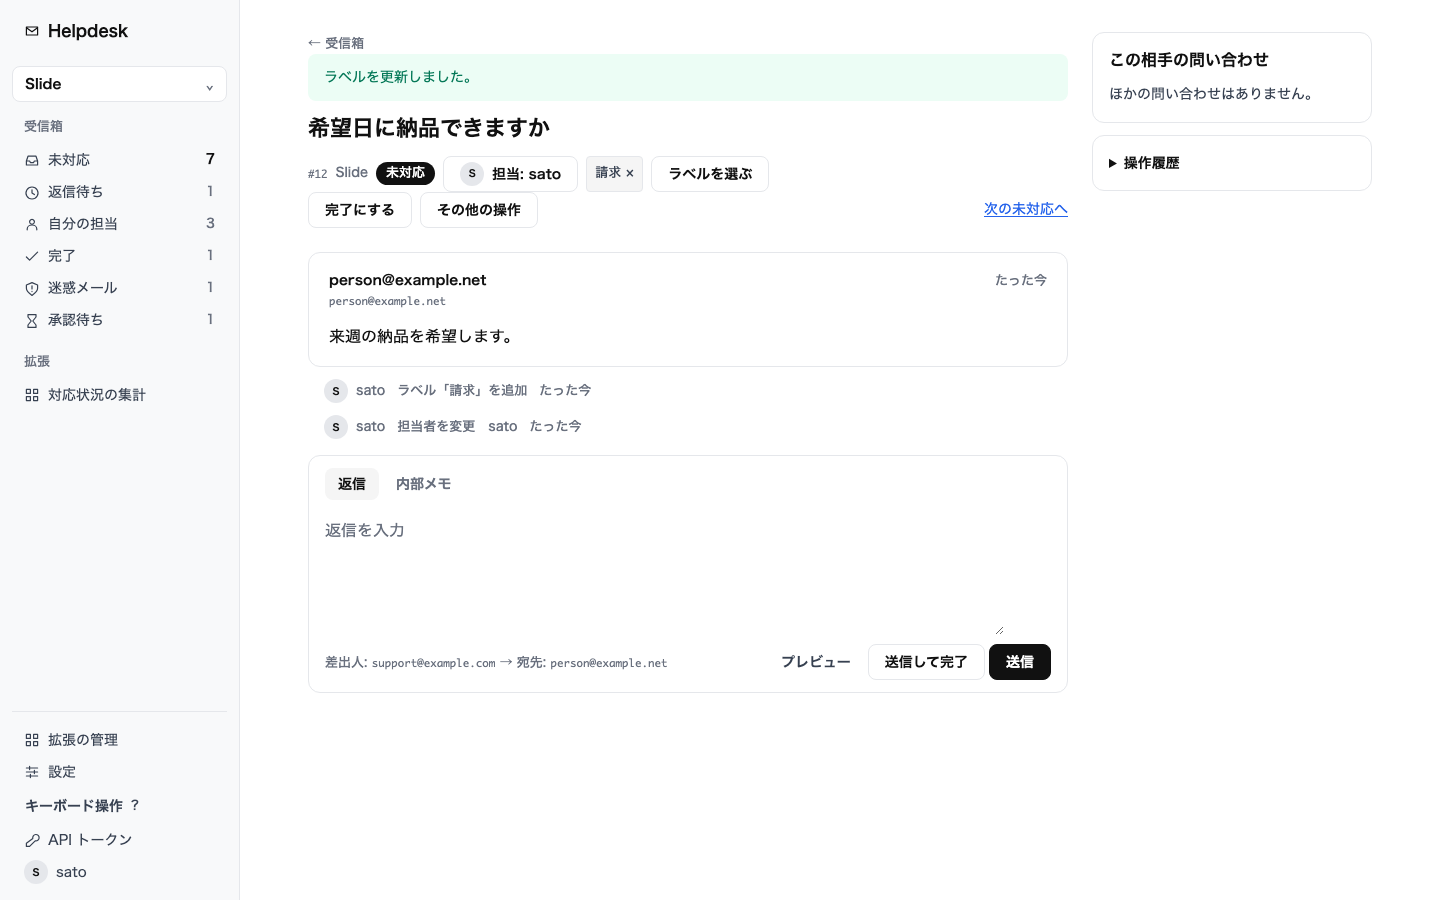 Helpdesk
Slide
受信箱
未対応 7
返信待ち 1
自分の担当 3
完了 1
迷惑メール 1
承認待ち 1
拡張
対応状況の集計
拡張の管理
設定
キーボード操作 ?
API トークン
S sato
← 受信箱
ラベルを更新しました。
希望日に納品できますか
#12 Slide 未対応 S 担当: sato 請求 × ラベルを選ぶ
完了にする その他の操作 次の未対応へ
person@example.net たった今
person@example.net
来週の納品を希望します。
S sato ラベル「請求」を追加 たった今
S sato 担当者を変更 sato たった今
返信 内部メモ
返信を入力
差出人: support@example.com → 宛先: person@example.net プレビュー 送信して完了 送信
この相手の問い合わせ
ほかの問い合わせはありません。
▶ 操作履歴